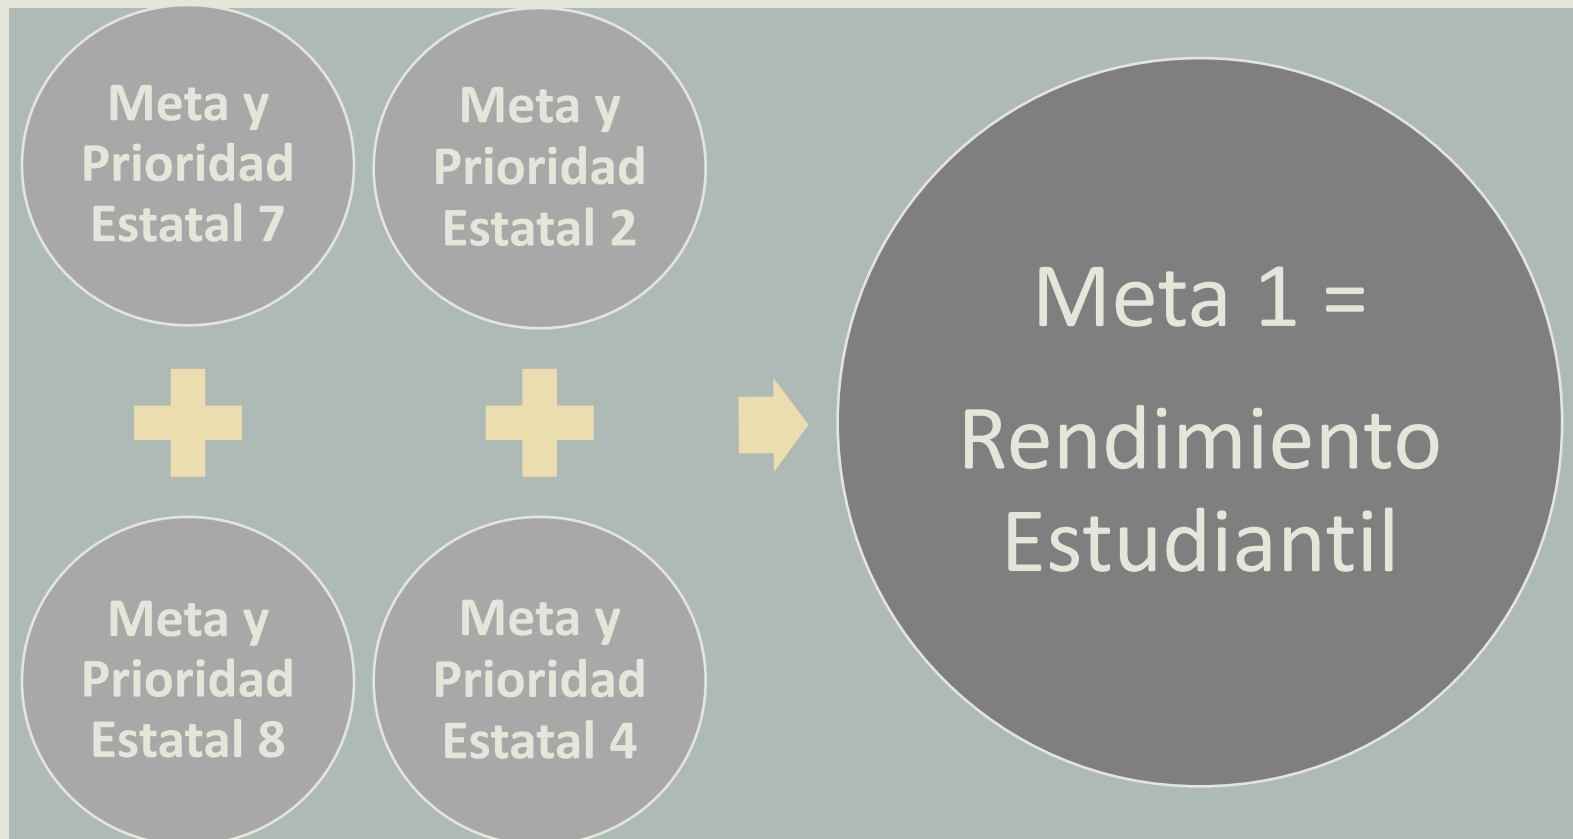 Meta y
Prioridad
Estatal 7
Meta y
Prioridad
Estatal 2
Meta y
Prioridad
Estatal 8
Meta y
Prioridad
Estatal 4
Meta 1 =
Rendimiento
Estudiantil